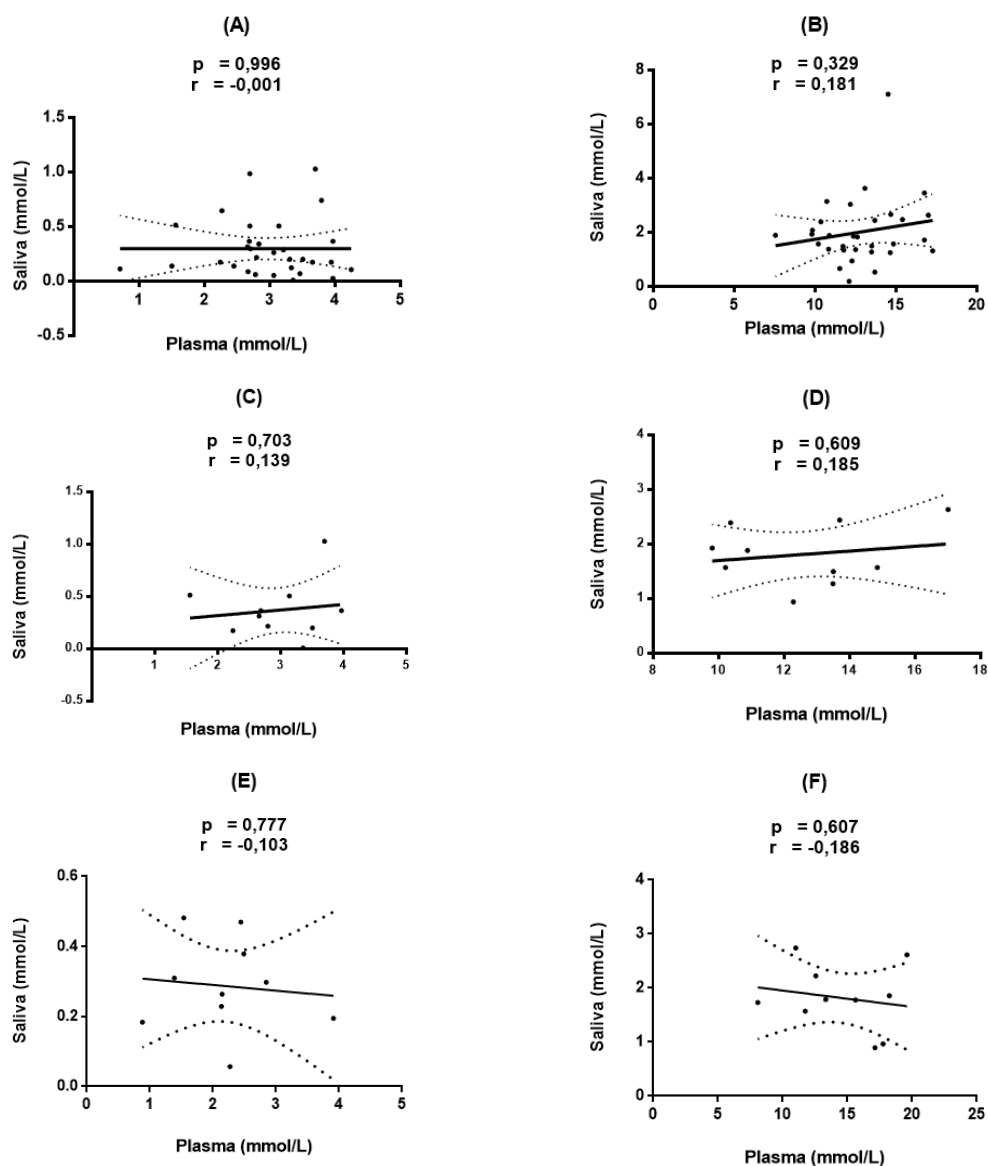 (A)
p = 0,996
r = -0,001
Saliva (mmol/L)
1.5
1.0
0.5
0.0
-0.5
1
2
3
4
5
Plasma (mmol/L)
(B)
p = 0,329
r = 0,181
Saliva (mmol/L)
8
6
4
2
0
0
5
10
15
20
Plasma (mmol/L)
(C)
p = 0,703
r = 0,139
Saliva (mmol/L)
1.5
1.0
0.5
0.0
-0.5
1
2
3
4
5
Plasma (mmol/L)
(D)
p = 0,609
r = 0,185
Saliva (mmol/L)
4
3
2
1
0
8
10
12
14
16
18
Plasma (mmol/L)
(E)
p = 0,777
r = -0,103
Saliva (mmol/L)
0.6
0.4
0.2
0.0
0
1
2
3
4
5
Plasma (mmol/L)
(F)
p = 0,607
r = -0,186
Saliva (mmol/L)
4
3
2
1
0
0
5
10
15
20
25
Plasma (mmol/L)